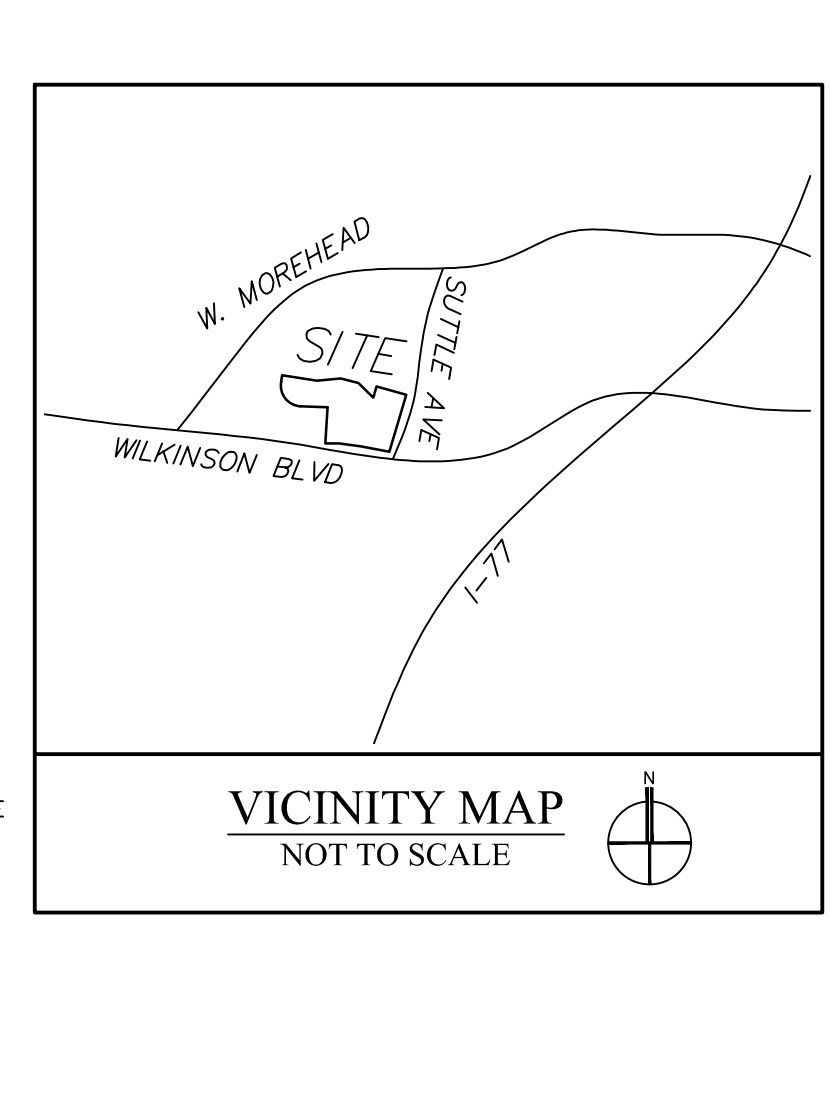 W. MOREHEAD
SUTTLE AVE
SITE
WILKINSON BLVD
I-77
E
VICINITY MAP
NOT TO SCALE
N